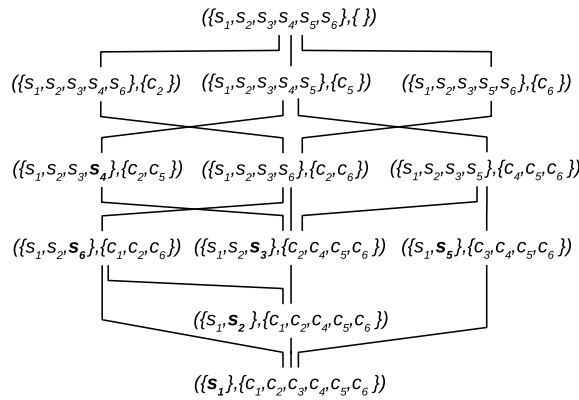 ({s₁,s₂,s₃,s₄,s₅,s₆},{ })
({s₁,s₂,s₃,s₄,s₆},{c₂ }) ({s₁,s₂,s₃,s₄,s₅},{c₅ }) ({s₁,s₂,s₃,s₅,s₆},{c₆ })
({s₁,s₂,s₃,s₄},{c₂,c₅ }) ({s₁,s₂,s₃,s₆},{c₂,c₆ }) ({s₁,s₂,s₃,s₅},{c₄,c₅,c₆ })
({s₁,s₂,s₆},{c₁,c₂,c₆ }) ({s₁,s₂,s₃},{c₂,c₄,c₅,c₆ }) ({s₁,s₅},{c₃,c₄,c₅,c₆ })
({s₁,s₂ },{c₁,c₂,c₄,c₅,c₆ })
({s₁},{c₁,c₂,c₃,c₄,c₅,c₆ })